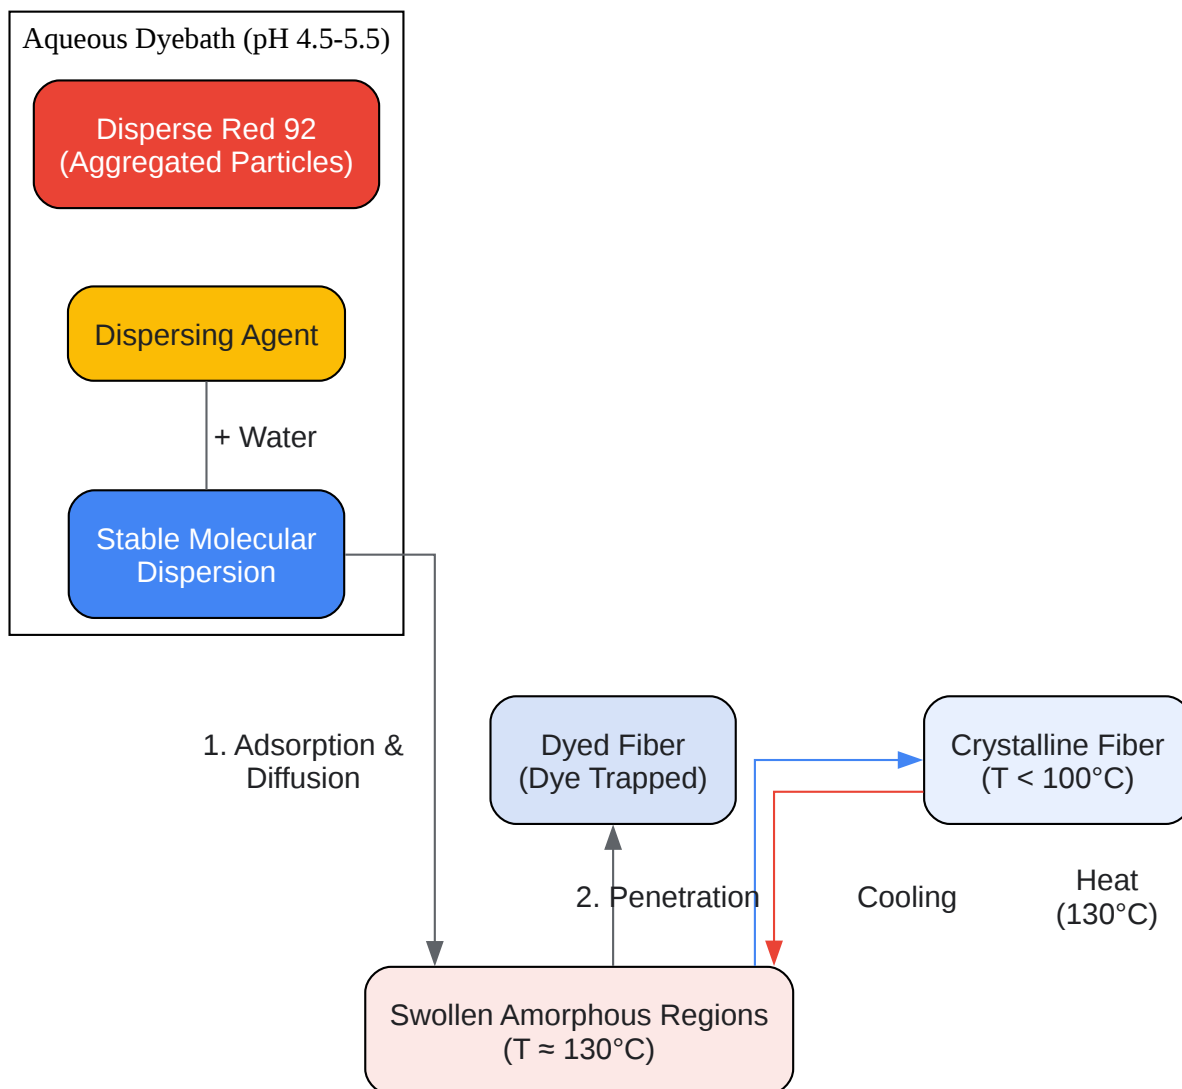 Aqueous Dyebath (pH 4.5-5.5)
Disperse Red 92
(Aggregated Particles)
Dispersing Agent
+ Water
Stable Molecular
Dispersion
1. Adsorption &
Diffusion
Dyed Fiber
(Dye Trapped)
Crystalline Fiber
(T < 100°C)
2. Penetration
Cooling
Heat
(130°C)
Swollen Amorphous Regions
(T ≈ 130°C)